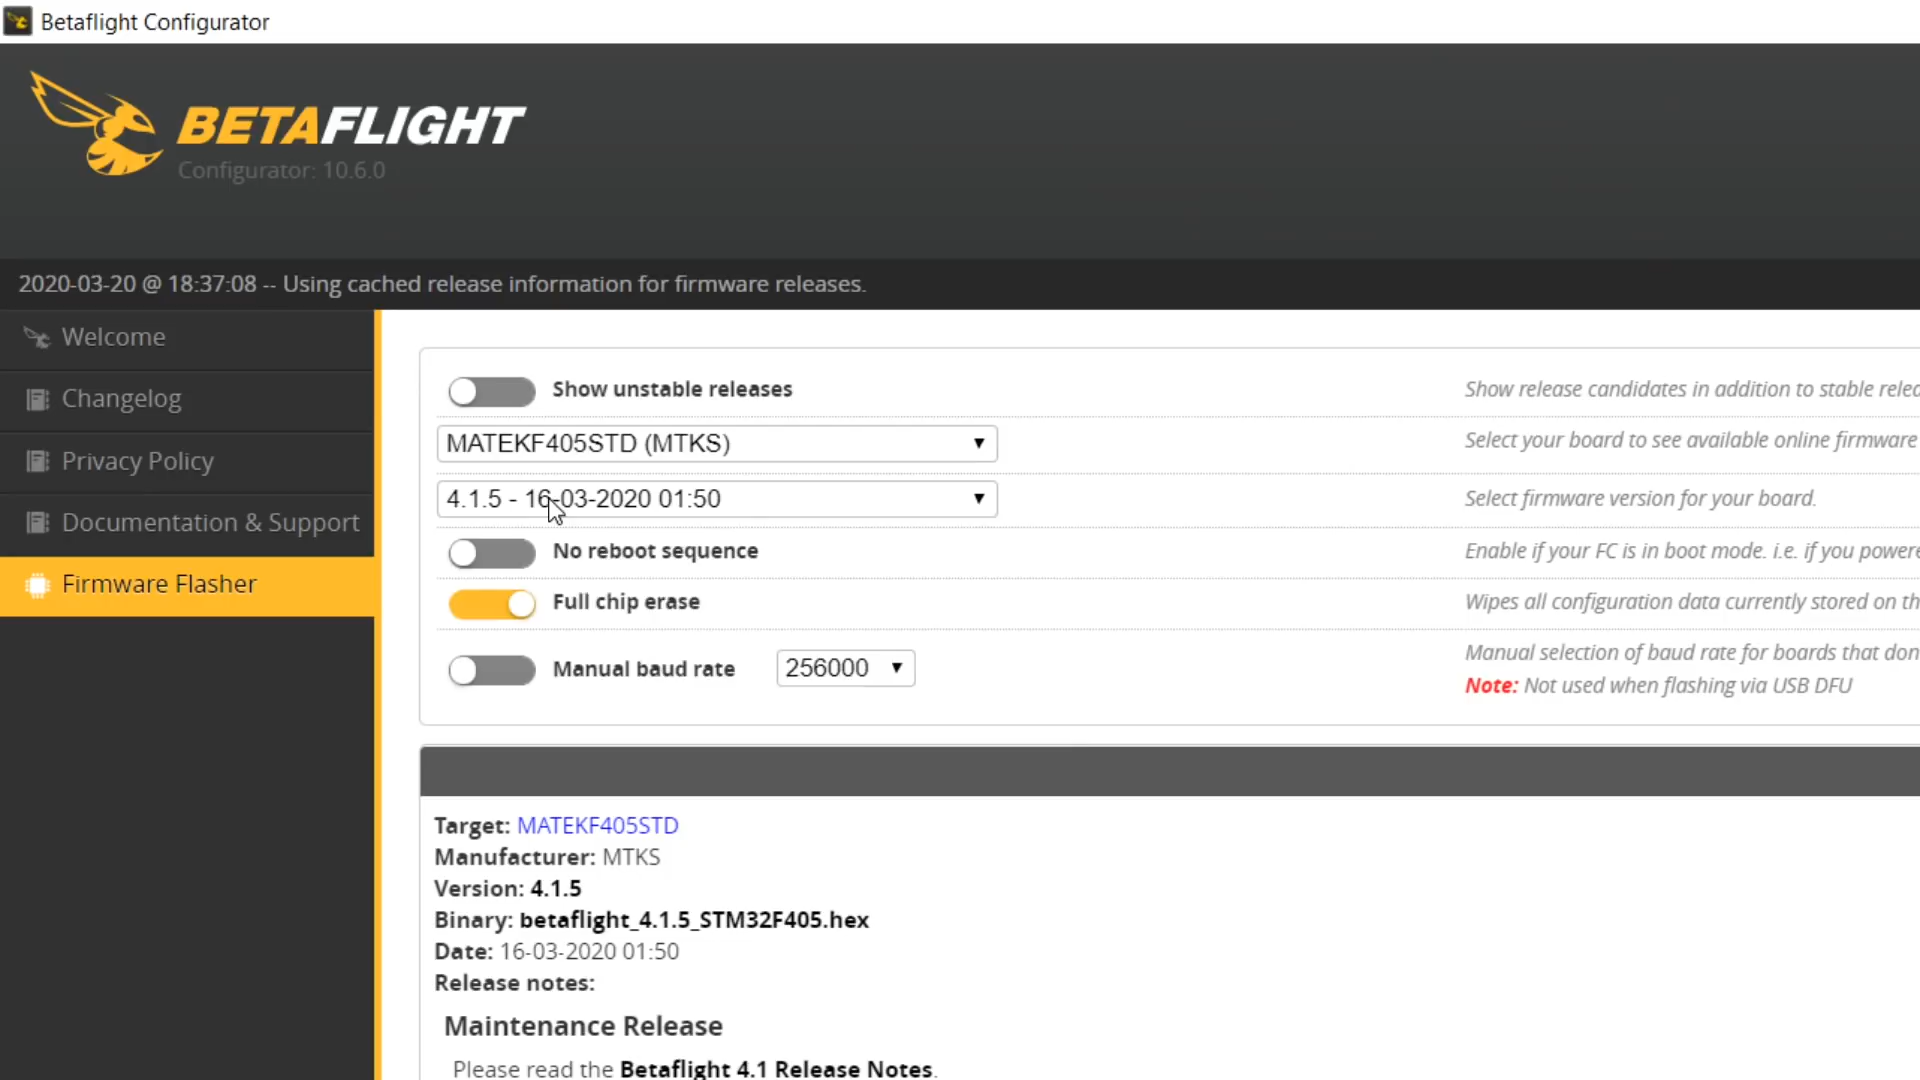 Betaflight Configurator
BETAFLIGHT
Configurator: 10.6.0
2020-03-20 @ 18:37:08 -- Using cached release information for firmware releases.
Welcome
Changelog
Privacy Policy
Documentation & Support
Firmware Flasher
Show unstable releases
Show release candidates in addition to stable
MATEKF405STD (MTKS)
Select your board to see available online firmware
4.1.5 - 16-03-2020 01:50
Select firmware version for your board.
No reboot sequence
Enable if your FC is in boot mode. i.e. if you
Full chip erase
Wipes all configuration data currently stored on
Manual baud rate
256000
Manual selection of baud rate for boards that
Note: Not used when flashing via USB DFU
Target: MATEKF405STD
Manufacturer: MTKS
Version: 4.1.5
Binary: betaflight_4.1.5_STM32F405.hex
Date: 16-03-2020 01:50
Release notes:
Maintenance Release
Please read the Betaflight 4.1 Release Notes.